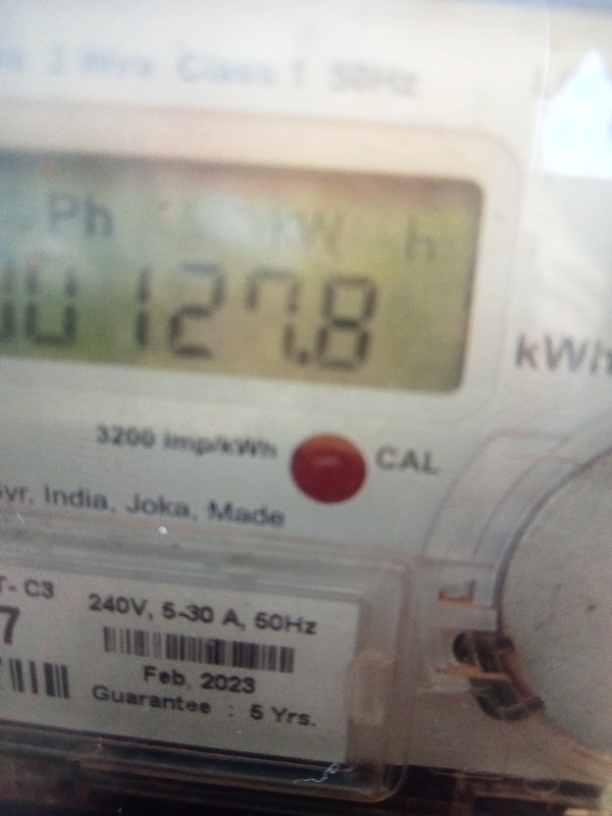 2 Wire Class 1 50Hz
Ph kW h
00127.8
kWh
3200 imp/kWh CAL
yr, India, Joka, Made
T- C3
7
240V, 5-30 A, 50Hz
Feb, 2023
Guarantee : 5 Yrs.